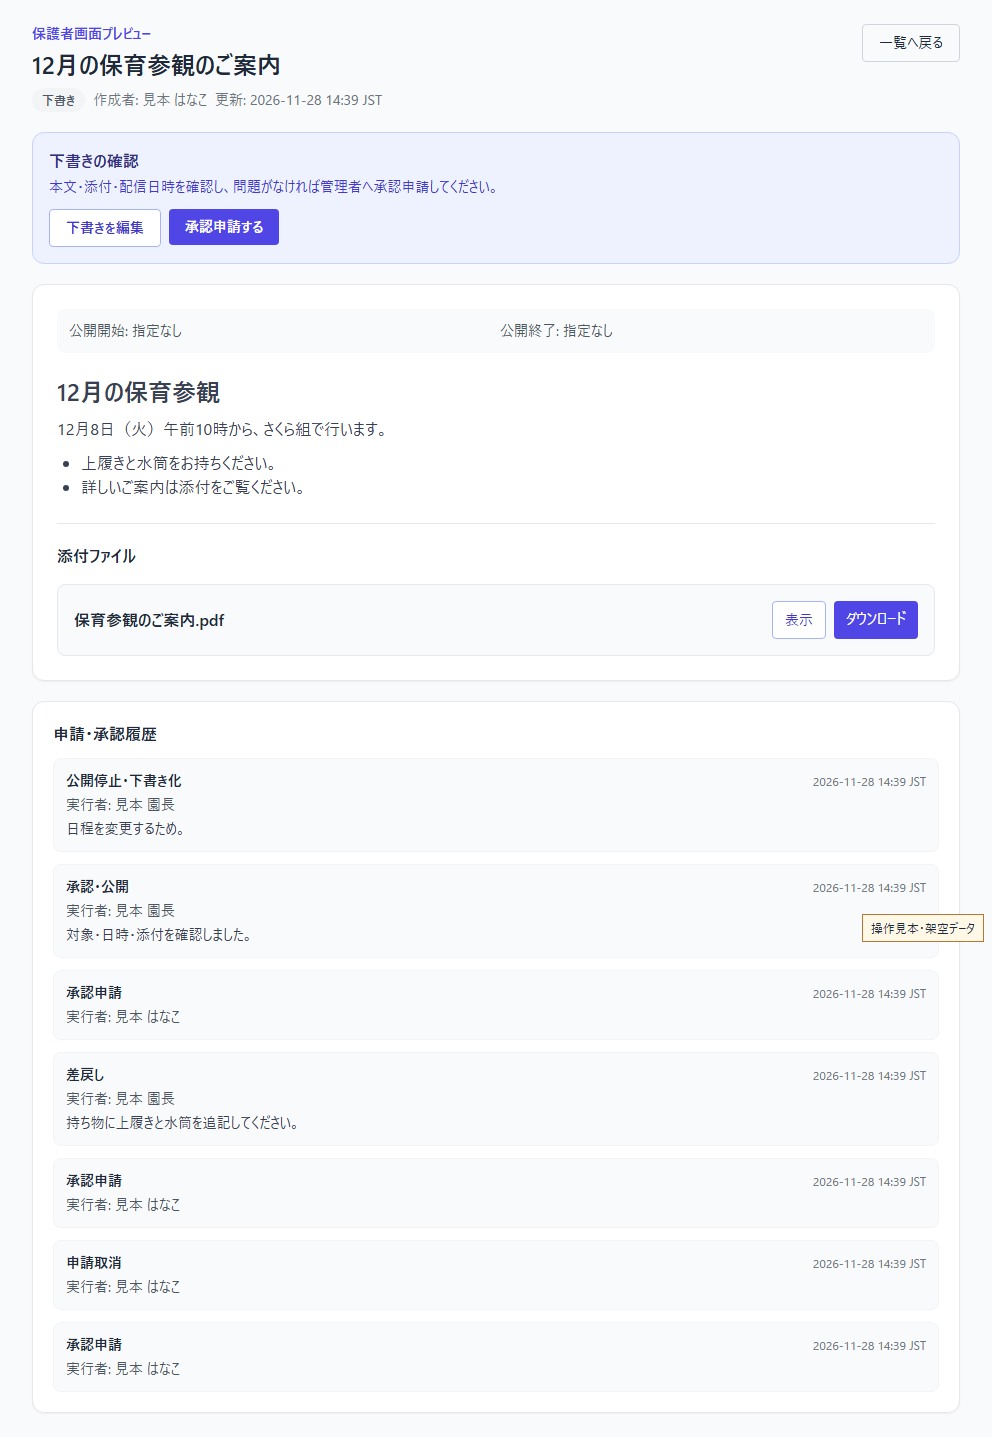 保護者画面プレビュー
一覧へ戻る
12月の保育参観のご案内
下書き 作成者: 見本 はなこ 更新: 2026-11-28 14:39 JST
下書きの確認
本文・添付・配信日時を確認し、問題がなければ管理者へ承認申請してください。
下書きを編集 承認申請する
公開開始: 指定なし 公開終了: 指定なし
12月の保育参観
12月8日（火）午前10時から、さくら組で行います。
上履きと水筒をお持ちください。
詳しいご案内は添付をご覧ください。
添付ファイル
保育参観のご案内.pdf 表示 ダウンロード
申請・承認履歴
公開停止・下書き化 2026-11-28 14:39 JST
実行者: 見本 園長
日程を変更するため。
承認・公開 2026-11-28 14:39 JST
実行者: 見本 園長
対象・日時・添付を確認しました。
操作見本・架空データ
承認申請 2026-11-28 14:39 JST
実行者: 見本 はなこ
差戻し 2026-11-28 14:39 JST
実行者: 見本 園長
持ち物に上履きと水筒を追記してください。
承認申請 2026-11-28 14:39 JST
実行者: 見本 はなこ
申請取消 2026-11-28 14:39 JST
実行者: 見本 はなこ
承認申請 2026-11-28 14:39 JST
実行者: 見本 はなこ